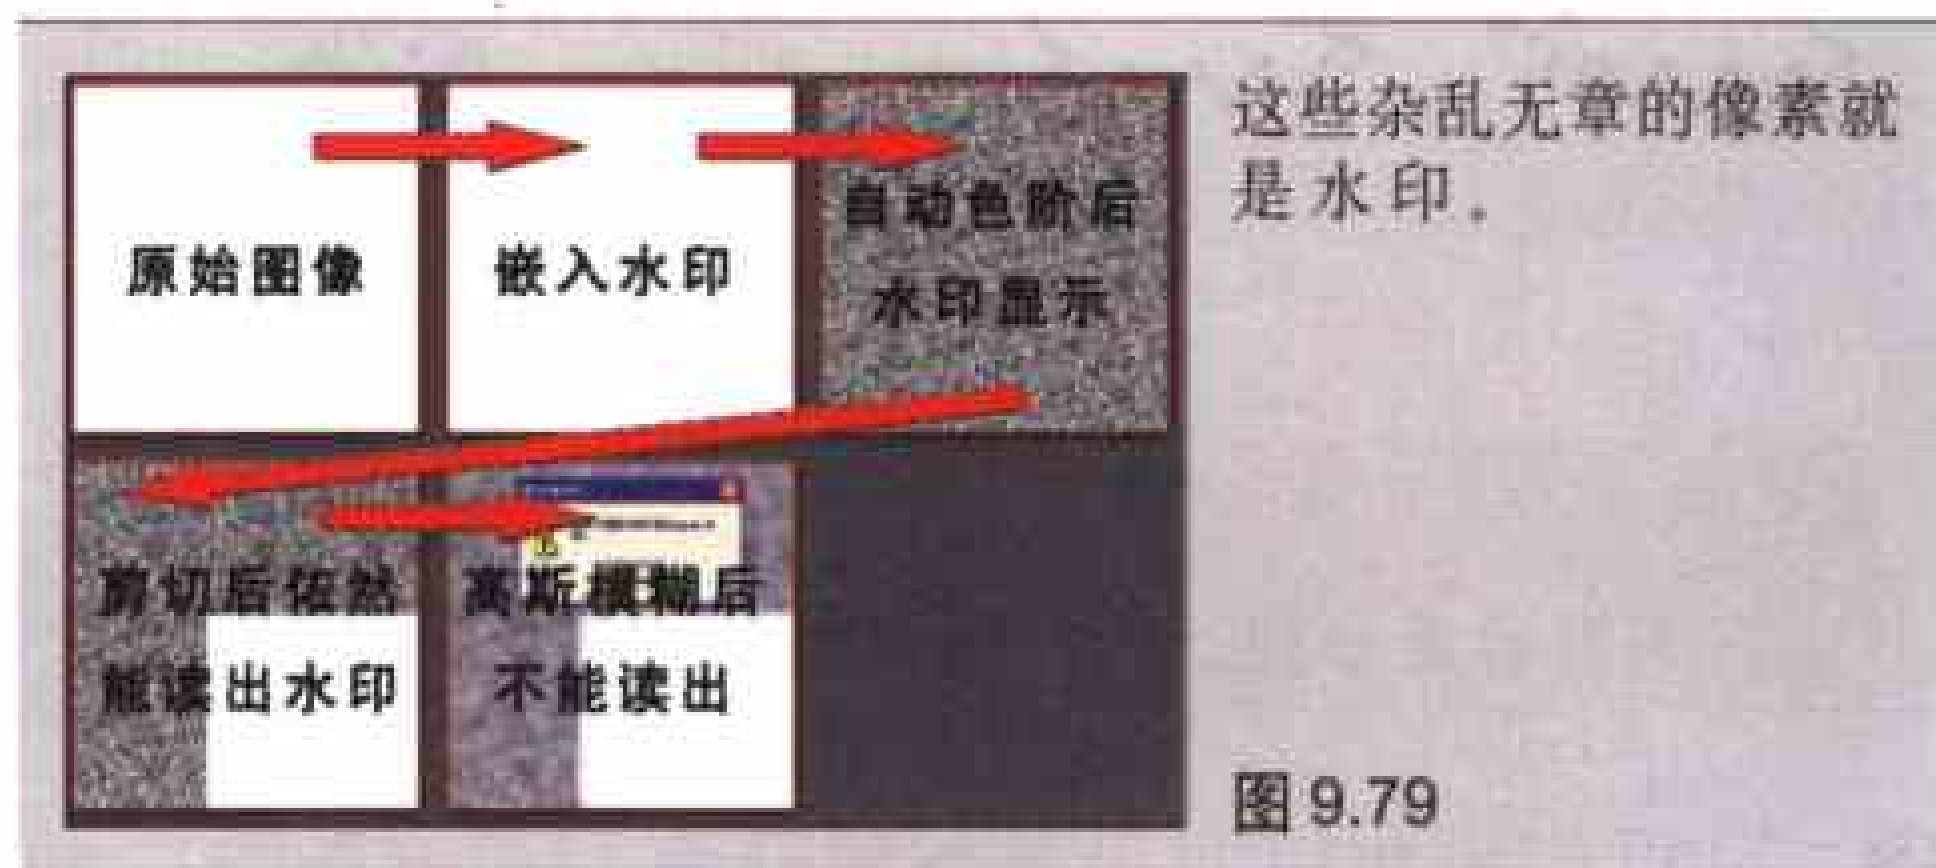 原始图像
嵌入水印
自动色阶后
水印显示
剪切后依然
能读出水印
高斯模糊后
不能读出
这些杂乱无章的像素就
是水印。
图 9.79